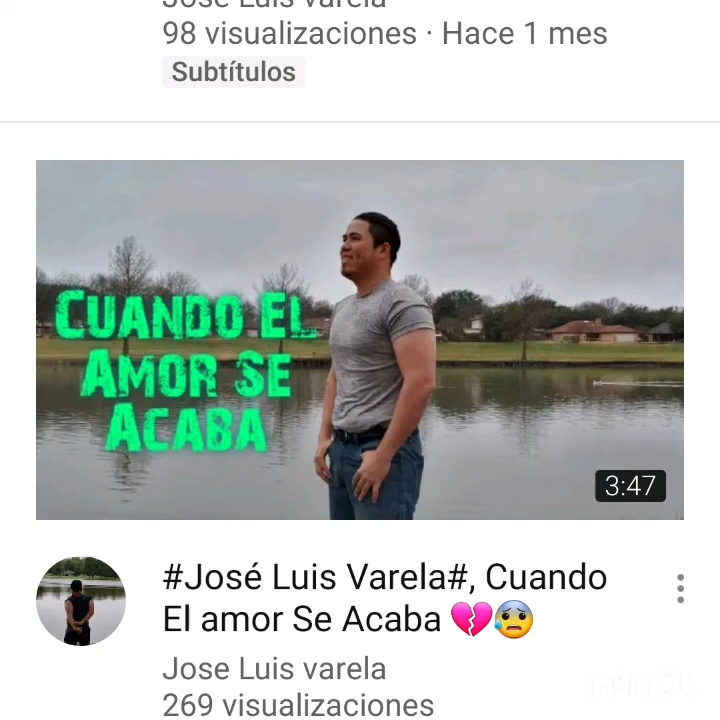 98 visualizaciones · Hace 1 mes
Subtítulos
CUANDO EL
AMOR SE
ACABA
3:47
#José Luis Varela#, Cuando
El amor Se Acaba 💔😰
Jose Luis varela
269 visualizaciones